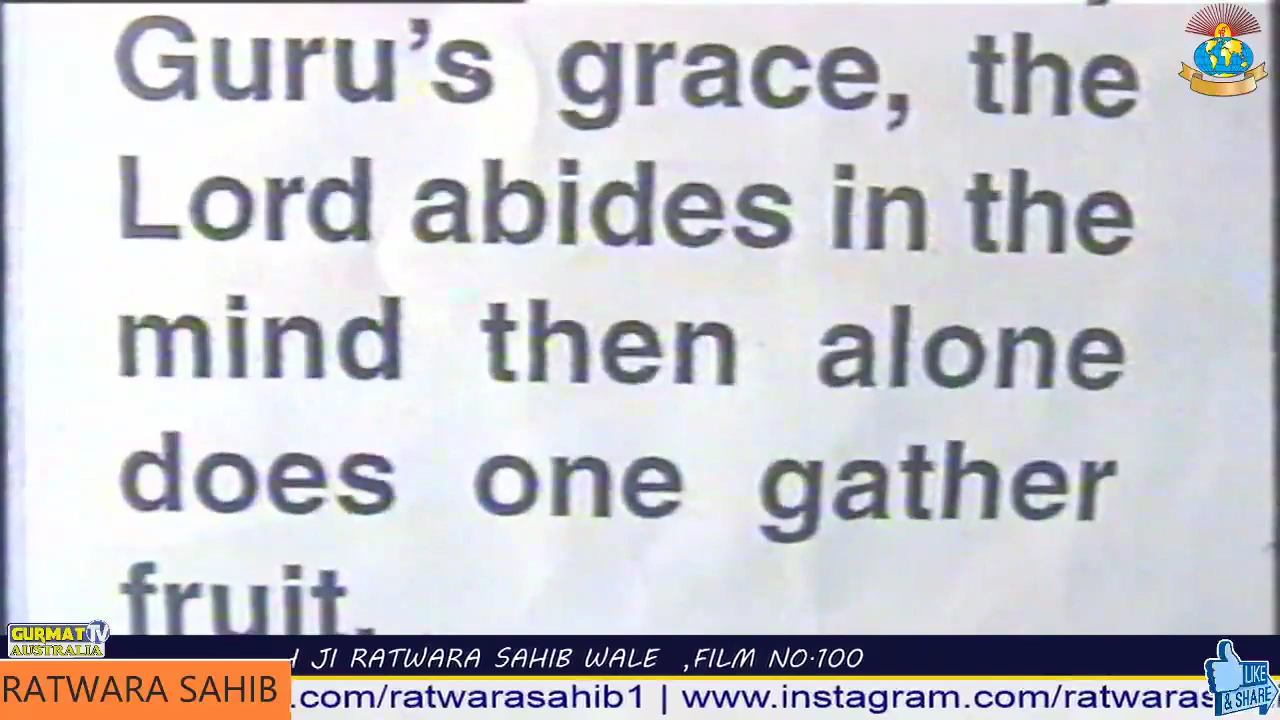 Guru's grace, the
Lord abides in the
mind then alone
does one gather
fruit.
GURMAT TV
AUSTRALIA
JI RATWARA SAHIB WALE ,FILM NO.100
RATWARA SAHIB
.com/ratwarasahib1 | www.instagram.com/ratwaras
LIKE
& SHARE